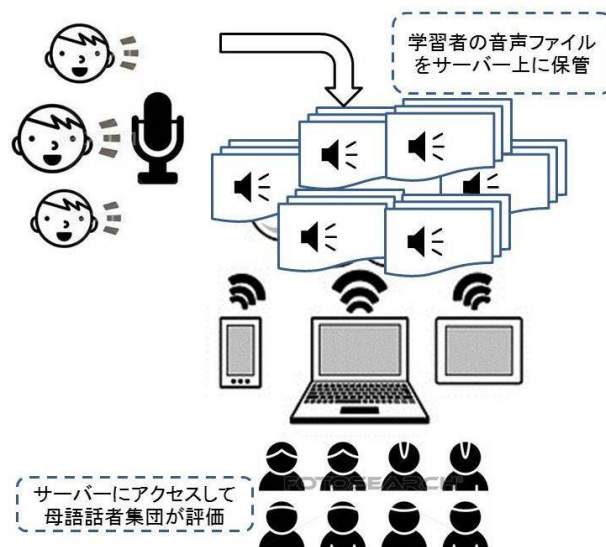 学習者の音声ファイル
をサーバー上に保管
FOTOSEARCH
サーバーにアクセスして
母語話者集団が評価